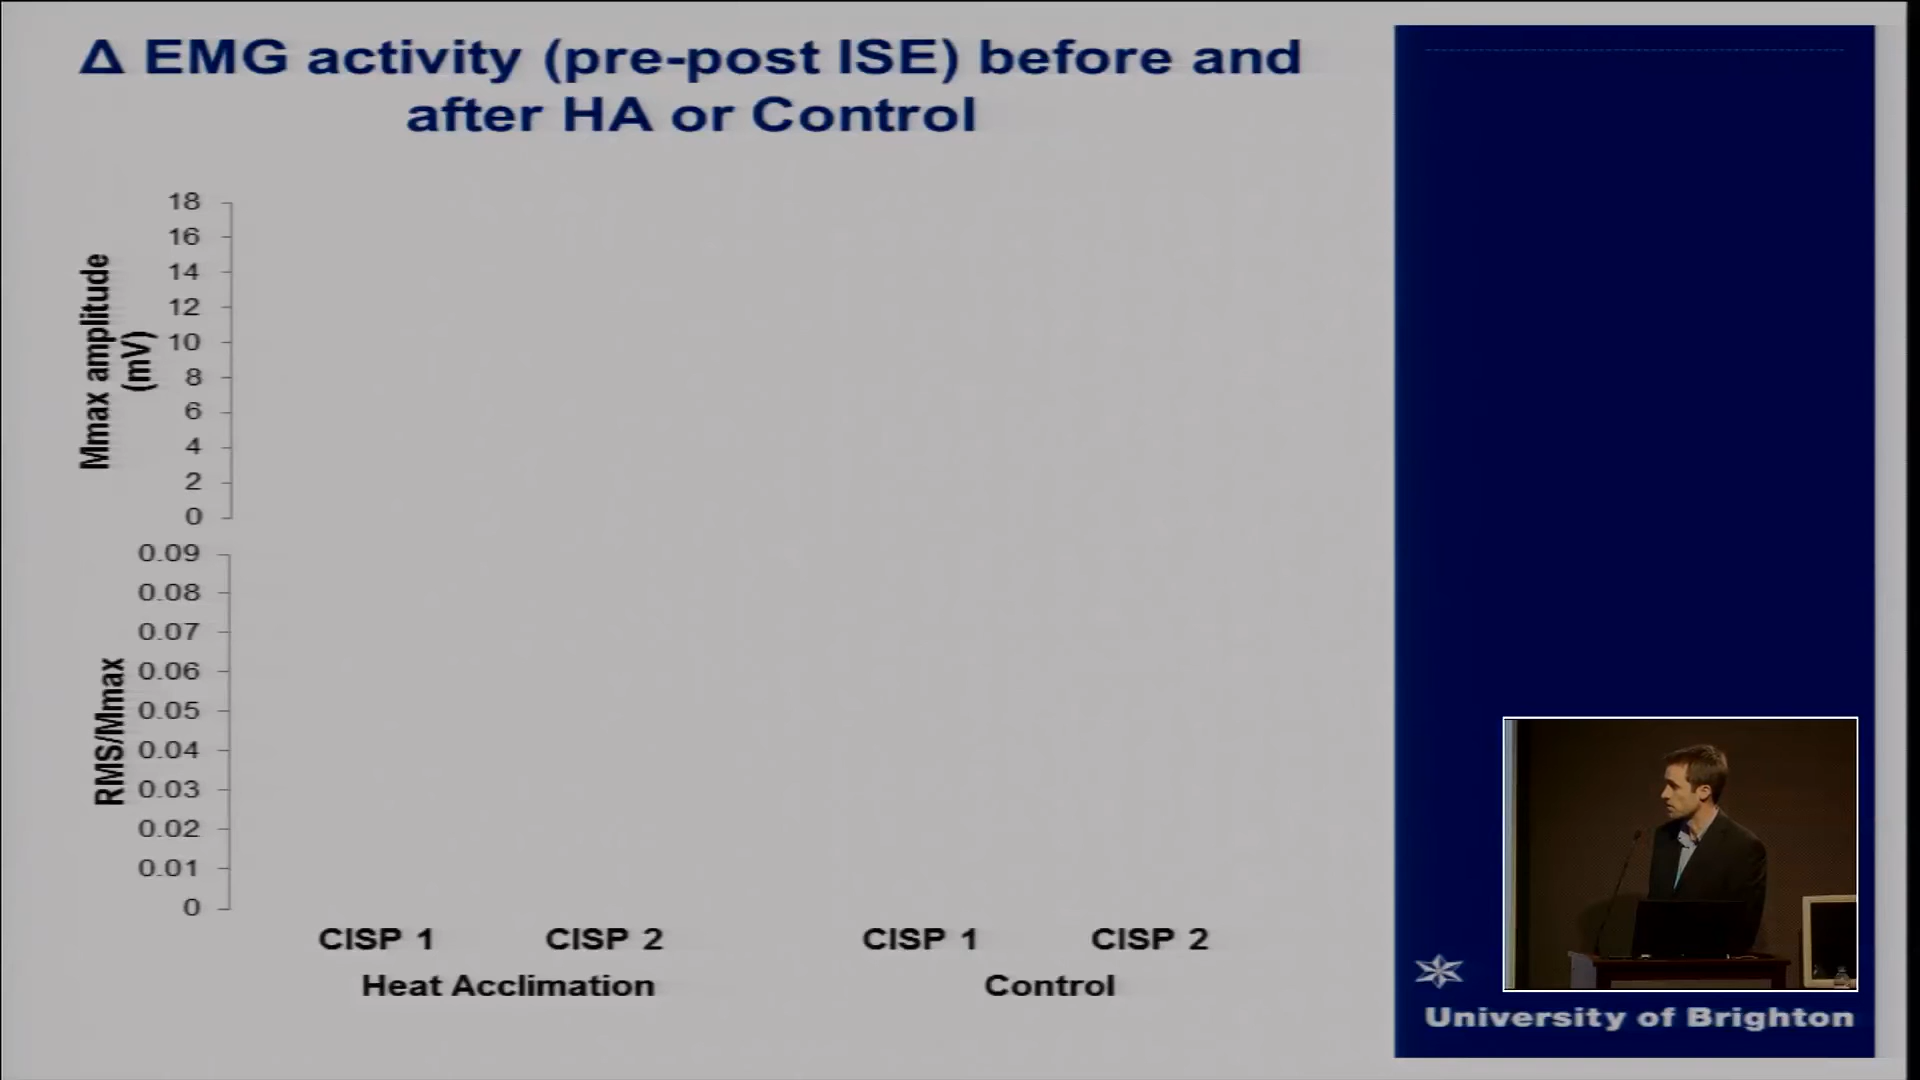 Δ EMG activity (pre-post ISE) before and
after HA or Control
18
16
14
12
10
8
6
4
2
0
Mmax amplitude
(mV)
0.09
0.08
0.07
0.06
0.05
0.04
0.03
0.02
0.01
0
RMS/Mmax
CISP 1
CISP 2
CISP 1
CISP 2
Heat Acclimation
Control
University of Brighton